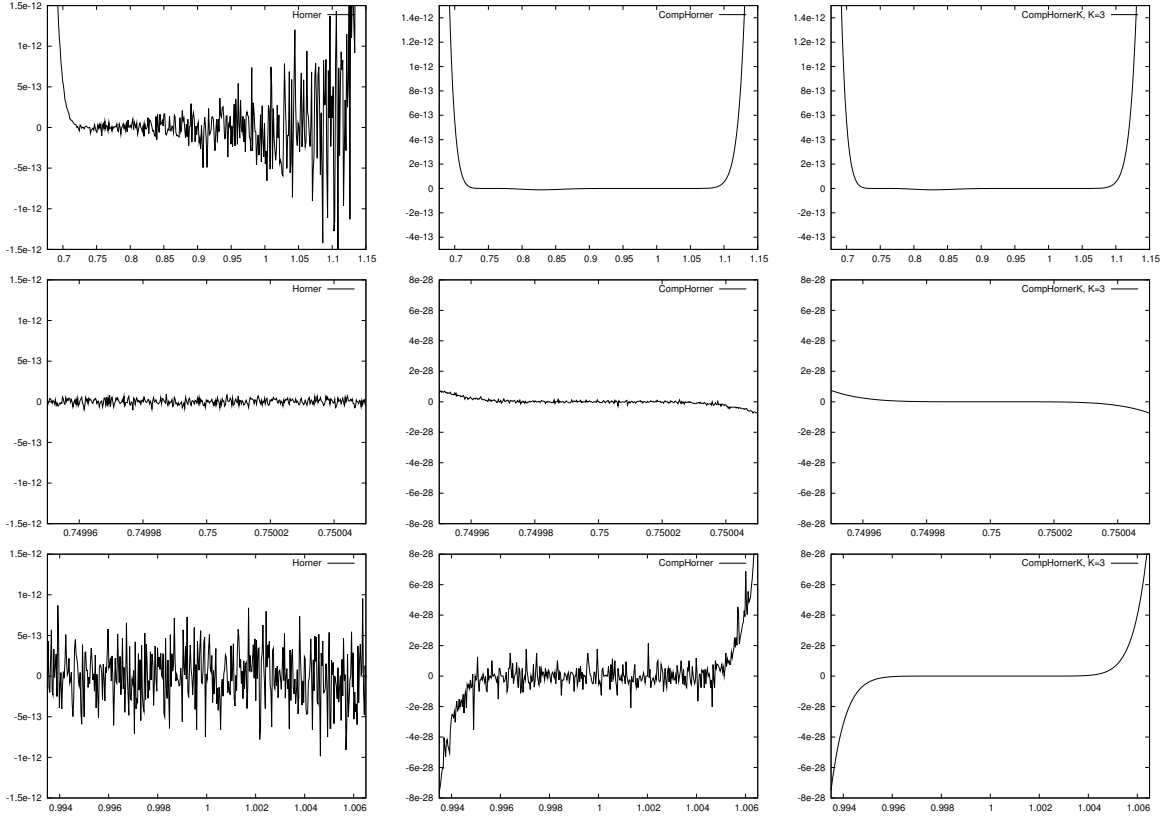 Horner
1.5e-12
1e-12
5e-13
0
-5e-13
-1e-12
-1.5e-12
0.7 0.75 0.8 0.85 0.9 0.95 1 1.05 1.1 1.15
CompHorner
1.4e-12
1.2e-12
1e-12
8e-13
6e-13
4e-13
2e-13
0
-2e-13
-4e-13
0.7 0.75 0.8 0.85 0.9 0.95 1 1.05 1.1 1.15
CompHornerK, K=3
1.4e-12
1.2e-12
1e-12
8e-13
6e-13
4e-13
2e-13
0
-2e-13
-4e-13
0.7 0.75 0.8 0.85 0.9 0.95 1 1.05 1.1 1.15
Horner
1.5e-12
1e-12
5e-13
0
-5e-13
-1e-12
-1.5e-12
0.74996 0.74998 0.75 0.75002 0.75004
CompHorner
8e-28
6e-28
4e-28
2e-28
0
-2e-28
-4e-28
-6e-28
-8e-28
0.74996 0.74998 0.75 0.75002 0.75004
CompHornerK, K=3
8e-28
6e-28
4e-28
2e-28
0
-2e-28
-4e-28
-6e-28
-8e-28
0.74996 0.74998 0.75 0.75002 0.75004
Horner
1.5e-12
1e-12
5e-13
0
-5e-13
-1e-12
-1.5e-12
0.994 0.996 0.998 1 1.002 1.004 1.006
CompHorner
8e-28
6e-28
4e-28
2e-28
0
-2e-28
-4e-28
-6e-28
-8e-28
0.994 0.996 0.998 1 1.002 1.004 1.006
CompHornerK, K=3
8e-28
6e-28
4e-28
2e-28
0
-2e-28
-4e-28
-6e-28
-8e-28
0.994 0.996 0.998 1 1.002 1.004 1.006